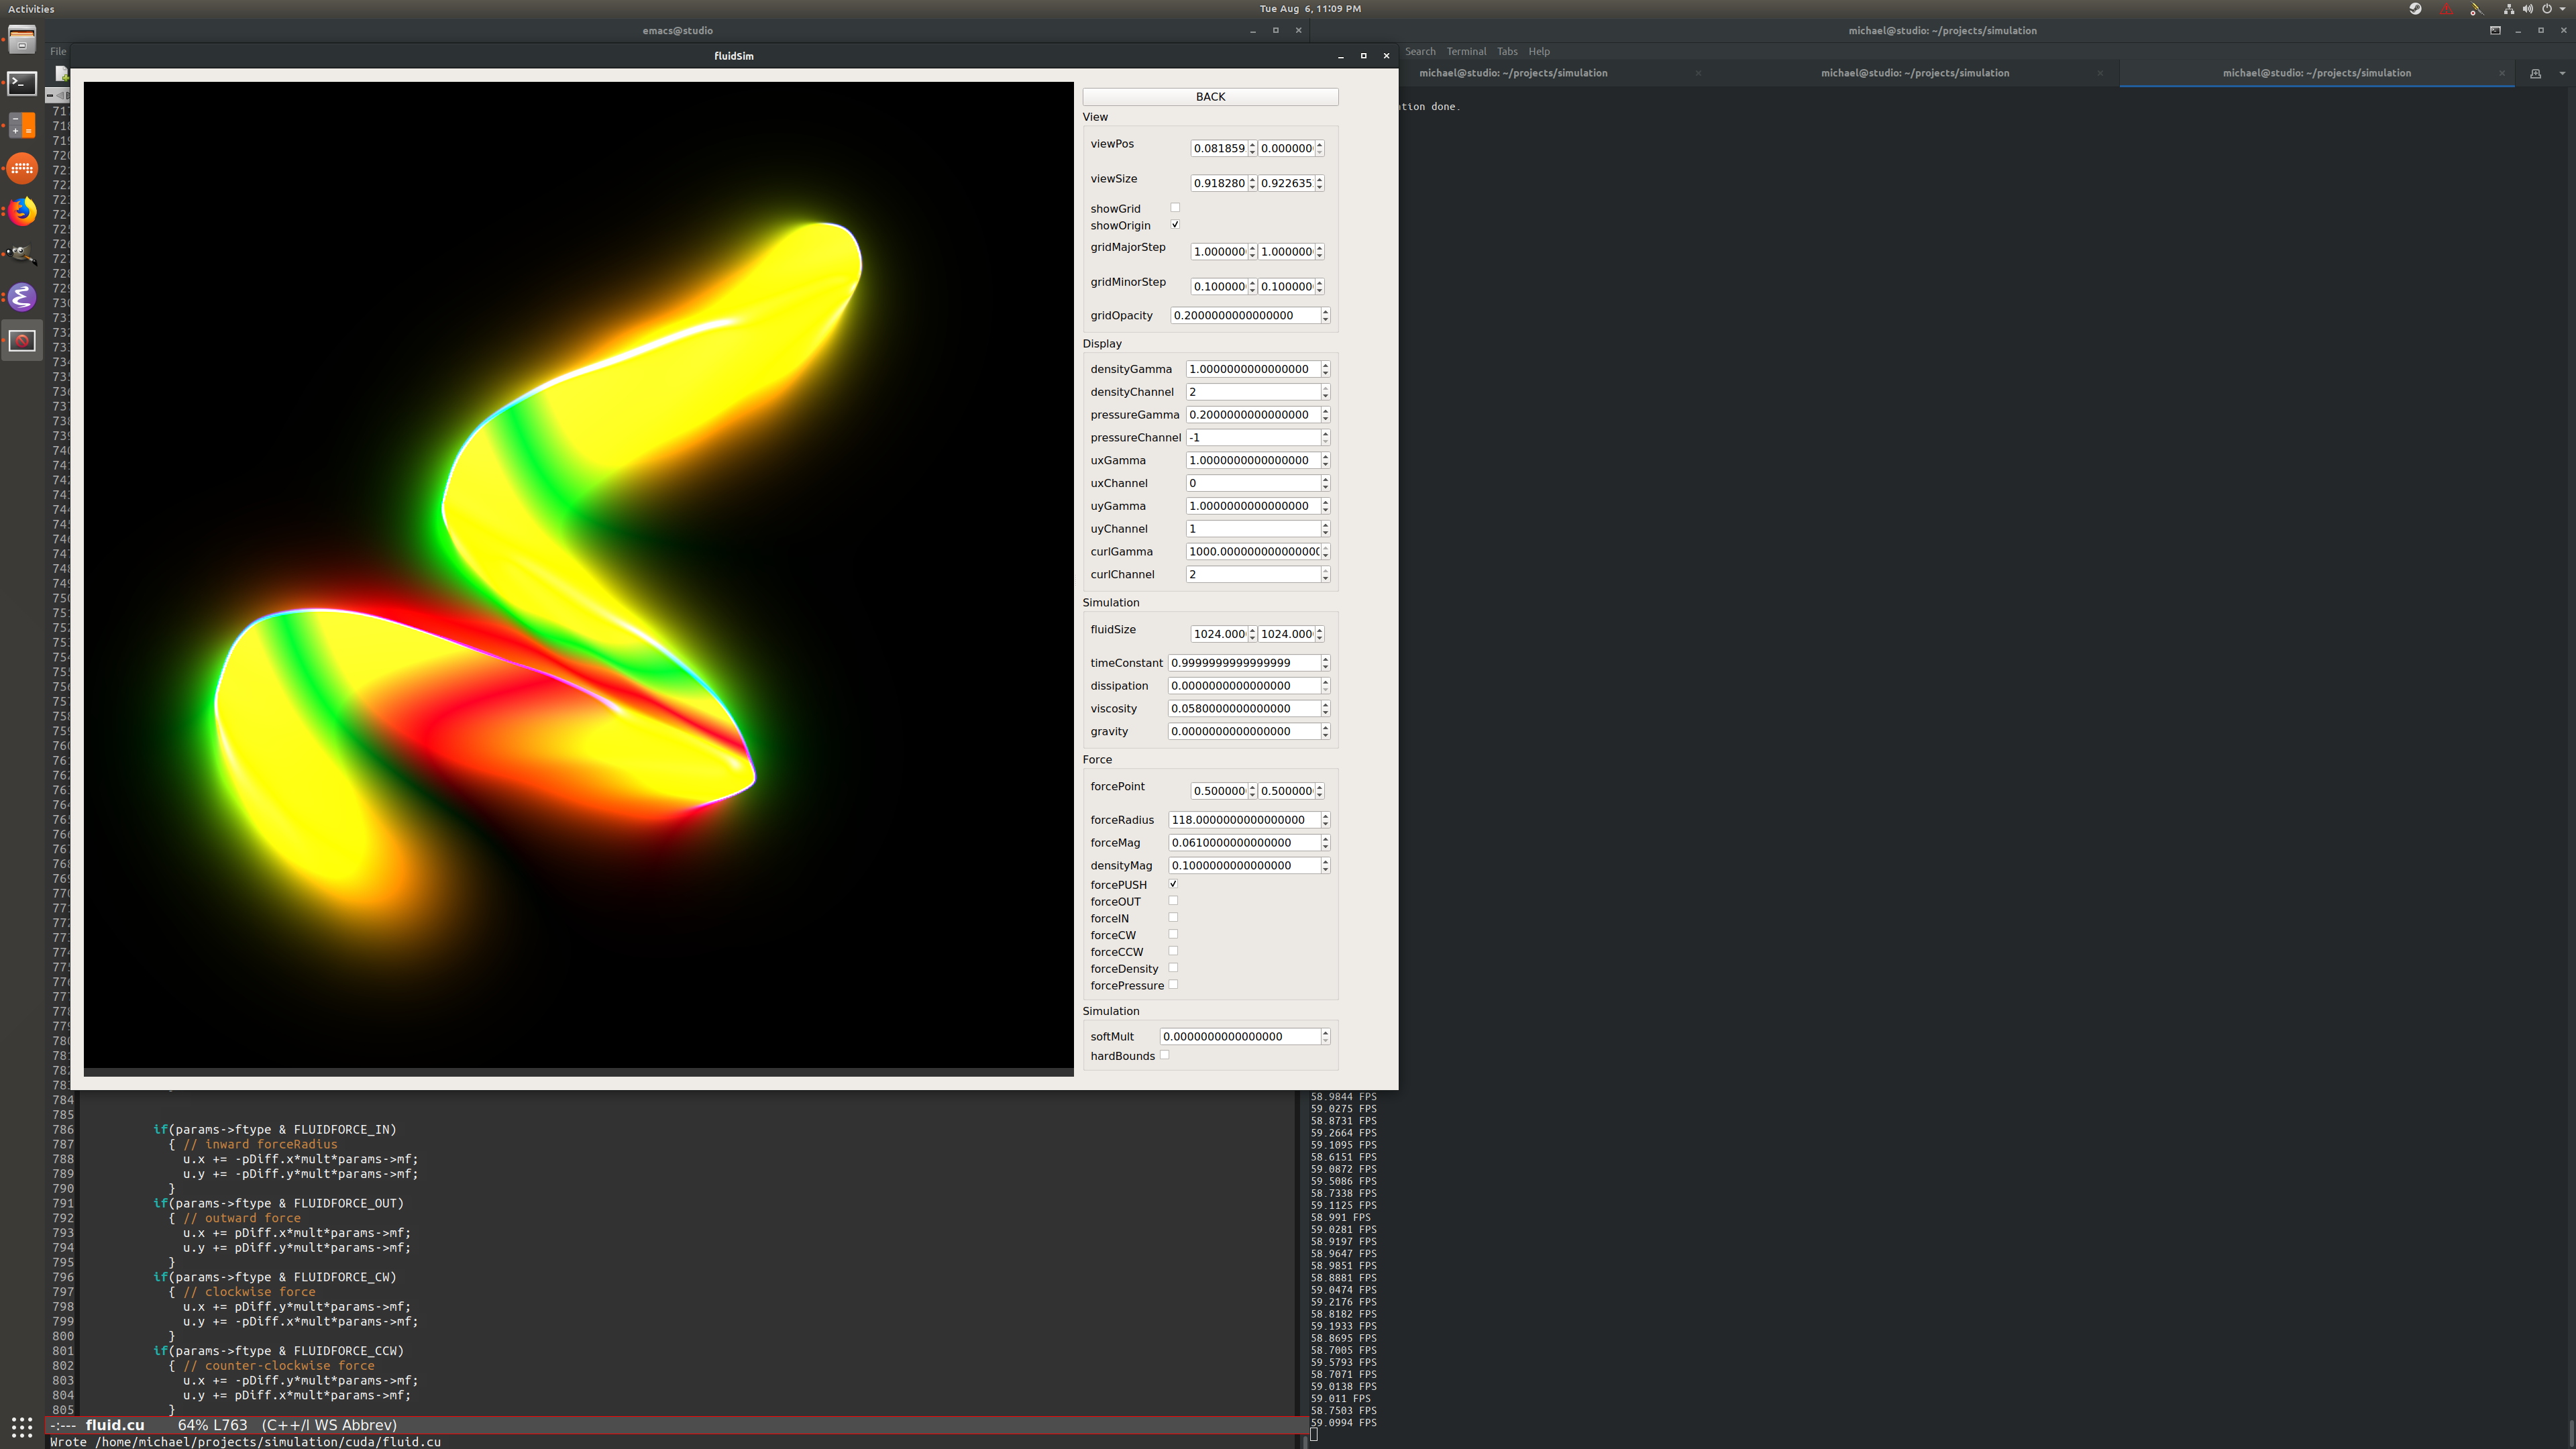 Activities
Tue Aug 6, 11:09 PM
emacs@studio
michael@studio: ~/projects/simulation
File
fluidSim
Search Terminal Tabs Help
michael@studio: ~/projects/simulation
michael@studio: ~/projects/simulation
michael@studio: ~/projects/simulation
tion done.
BACK
View
viewPos 0.081859 0.000000
viewSize 0.918280 0.922635
showGrid
showOrigin
gridMajorStep 1.000000 1.000000
gridMinorStep 0.100000 0.100000
gridOpacity 0.2000000000000000
Display
densityGamma 1.0000000000000000
densityChannel 2
pressureGamma 0.2000000000000000
pressureChannel -1
uxGamma 1.0000000000000000
uxChannel 0
uyGamma 1.0000000000000000
uyChannel 1
curlGamma 1000.0000000000000000
curlChannel 2
Simulation
fluidSize 1024.000 1024.000
timeConstant 0.9999999999999999
dissipation 0.0000000000000000
viscosity 0.0580000000000000
gravity 0.0000000000000000
Force
forcePoint 0.500000 0.500000
forceRadius 118.0000000000000000
forceMag 0.0610000000000000
densityMag 0.1000000000000000
forcePUSH
forceOUT
forceIN
forceCW
forceCCW
forceDensity
forcePressure
Simulation
softMult 0.0000000000000000
hardBounds
784
785
786 if(params->ftype & FLUIDFORCE_IN)
787 { // inward forceRadius
788 u.x += -pDiff.x*mult*params->mf;
789 u.y += -pDiff.y*mult*params->mf;
790 }
791 if(params->ftype & FLUIDFORCE_OUT)
792 { // outward force
793 u.x += pDiff.x*mult*params->mf;
794 u.y += pDiff.y*mult*params->mf;
795 }
796 if(params->ftype & FLUIDFORCE_CW)
797 { // clockwise force
798 u.x += pDiff.y*mult*params->mf;
799 u.y += -pDiff.x*mult*params->mf;
800 }
801 if(params->ftype & FLUIDFORCE_CCW)
802 { // counter-clockwise force
803 u.x += -pDiff.y*mult*params->mf;
804 u.y += pDiff.x*mult*params->mf;
805 }
-:--- fluid.cu 64% L763 (C++/l WS Abbrev)
Wrote /home/michael/projects/simulation/cuda/fluid.cu
58.9844 FPS
59.0275 FPS
58.8731 FPS
59.2664 FPS
59.1095 FPS
58.6151 FPS
59.0872 FPS
59.5086 FPS
58.7338 FPS
59.1125 FPS
58.991 FPS
59.0281 FPS
58.9197 FPS
58.9647 FPS
58.9851 FPS
58.8881 FPS
59.0474 FPS
59.2176 FPS
58.8182 FPS
59.1933 FPS
58.8695 FPS
58.7005 FPS
59.5793 FPS
58.7071 FPS
59.0138 FPS
59.011 FPS
58.7503 FPS
59.0994 FPS